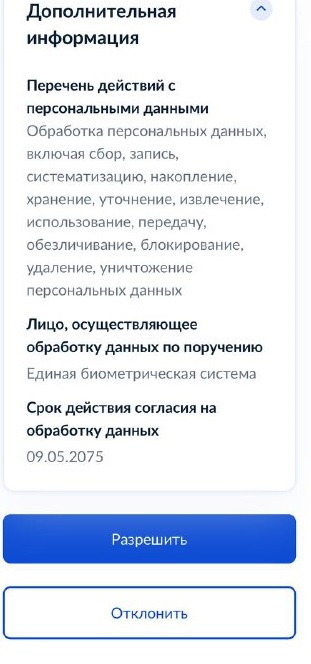 Дополнительная
информация
Перечень действий с
персональными данными
Обработка персональных данных,
включая сбор, запись,
систематизацию, накопление,
хранение, уточнение, извлечение,
использование, передачу,
обезличивание, блокирование,
удаление, уничтожение
персональных данных
Лицо, осуществляющее
обработку данных по поручению
Единая биометрическая система
Срок действия согласия на
обработку данных
09.05.2075
Разрешить
Отклонить